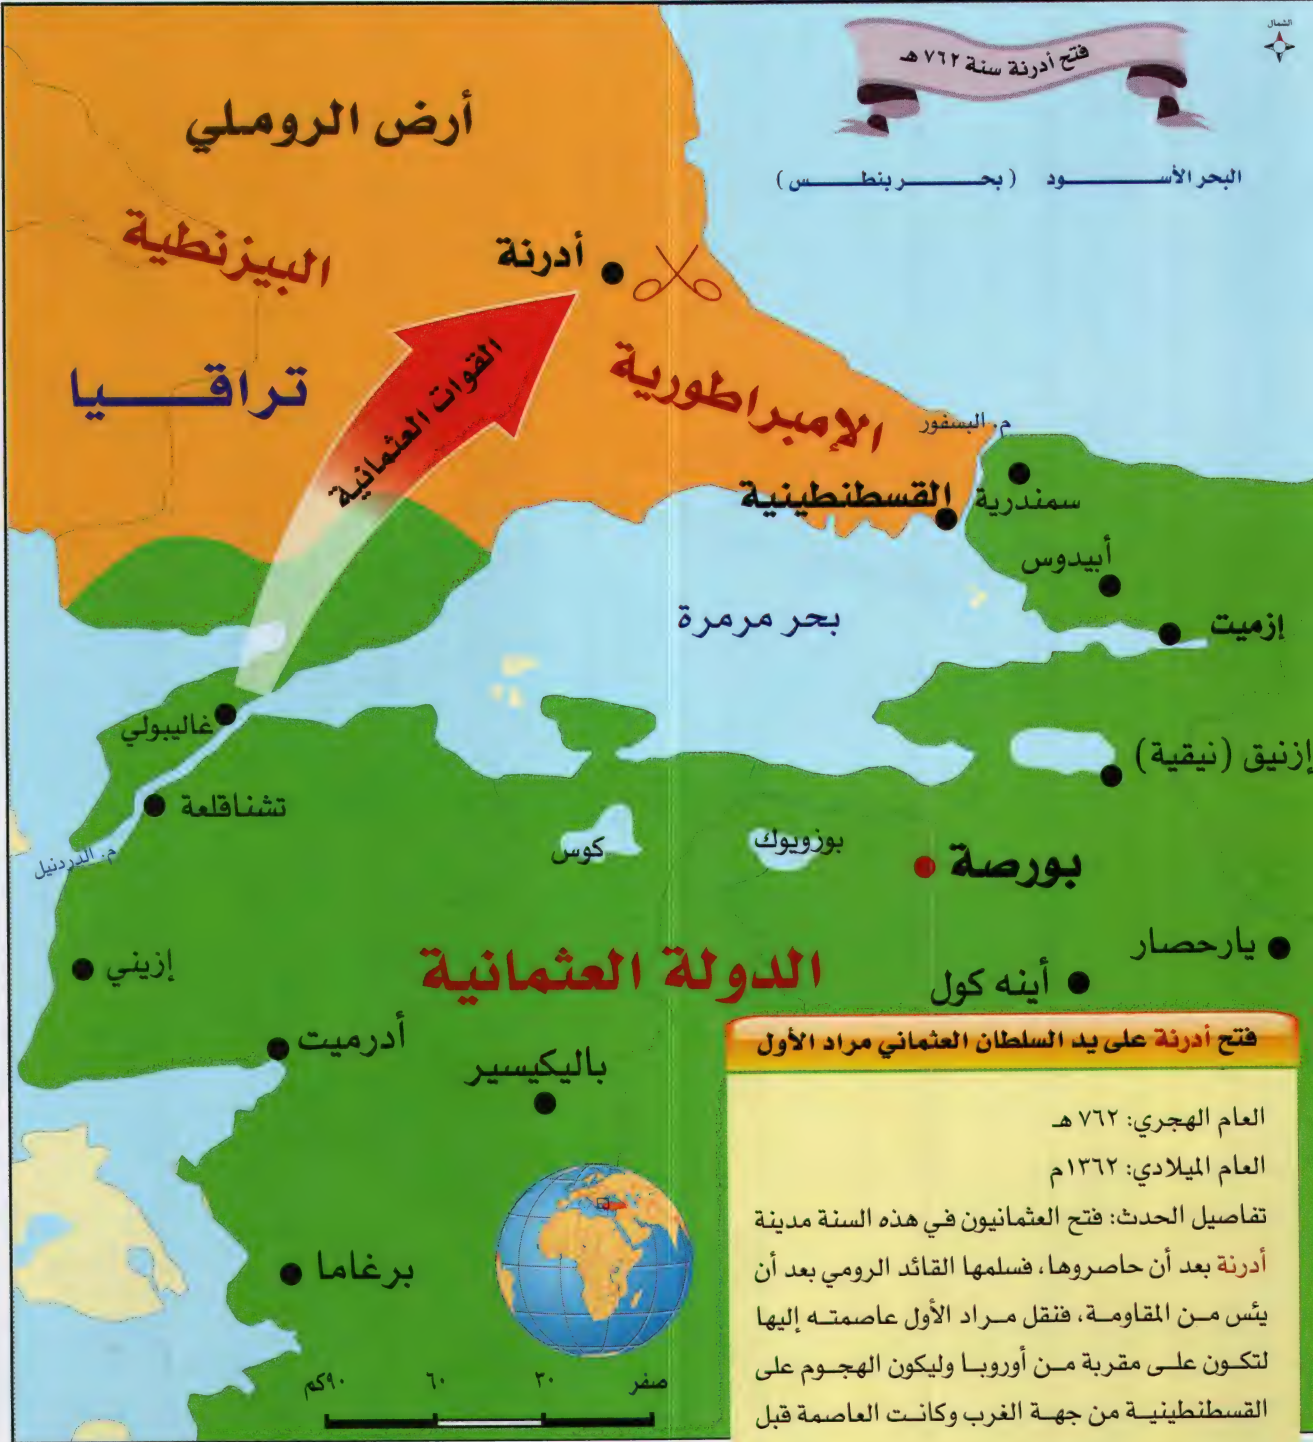 الشمال
فتح أدرنة سنة ٧٦٢ هـ
البحر الأسود (بحر بنطس)
أرض الروملي
البيزنطية
أدرنة
تراقيا
القوات العثمانية
الإمبراطورية
م. البسفور
القسطنطينية
سمندرية
أبيدوس
إزميت
بحر مرمرة
غاليبولي
إزنيق (نيقية)
تشناقلعة
كوس
بوزويوك
بورصة
م. الدردنيل
يارحصار
إزيني
الدولة العثمانية
أينه كول
أدرميت
باليكيسير
برغاما
صفر ٣٠ ٦٠ ٩٠كم
فتح أدرنة على يد السلطان العثماني مراد الأول
العام الهجري: ٧٦٢ هـ
العام الميلادي: ١٣٦٢م
تفاصيل الحدث: فتح العثمانيون في هذه السنة مدينة
أدرنة بعد أن حاصروها، فسلمها القائد الرومي بعد أن
يئس من المقاومة، فنقل مراد الأول عاصمته إليها
لتكون على مقربة من أوروبا وليكون الهجوم على
القسطنطينية من جهة الغرب وكانت العاصمة قبل